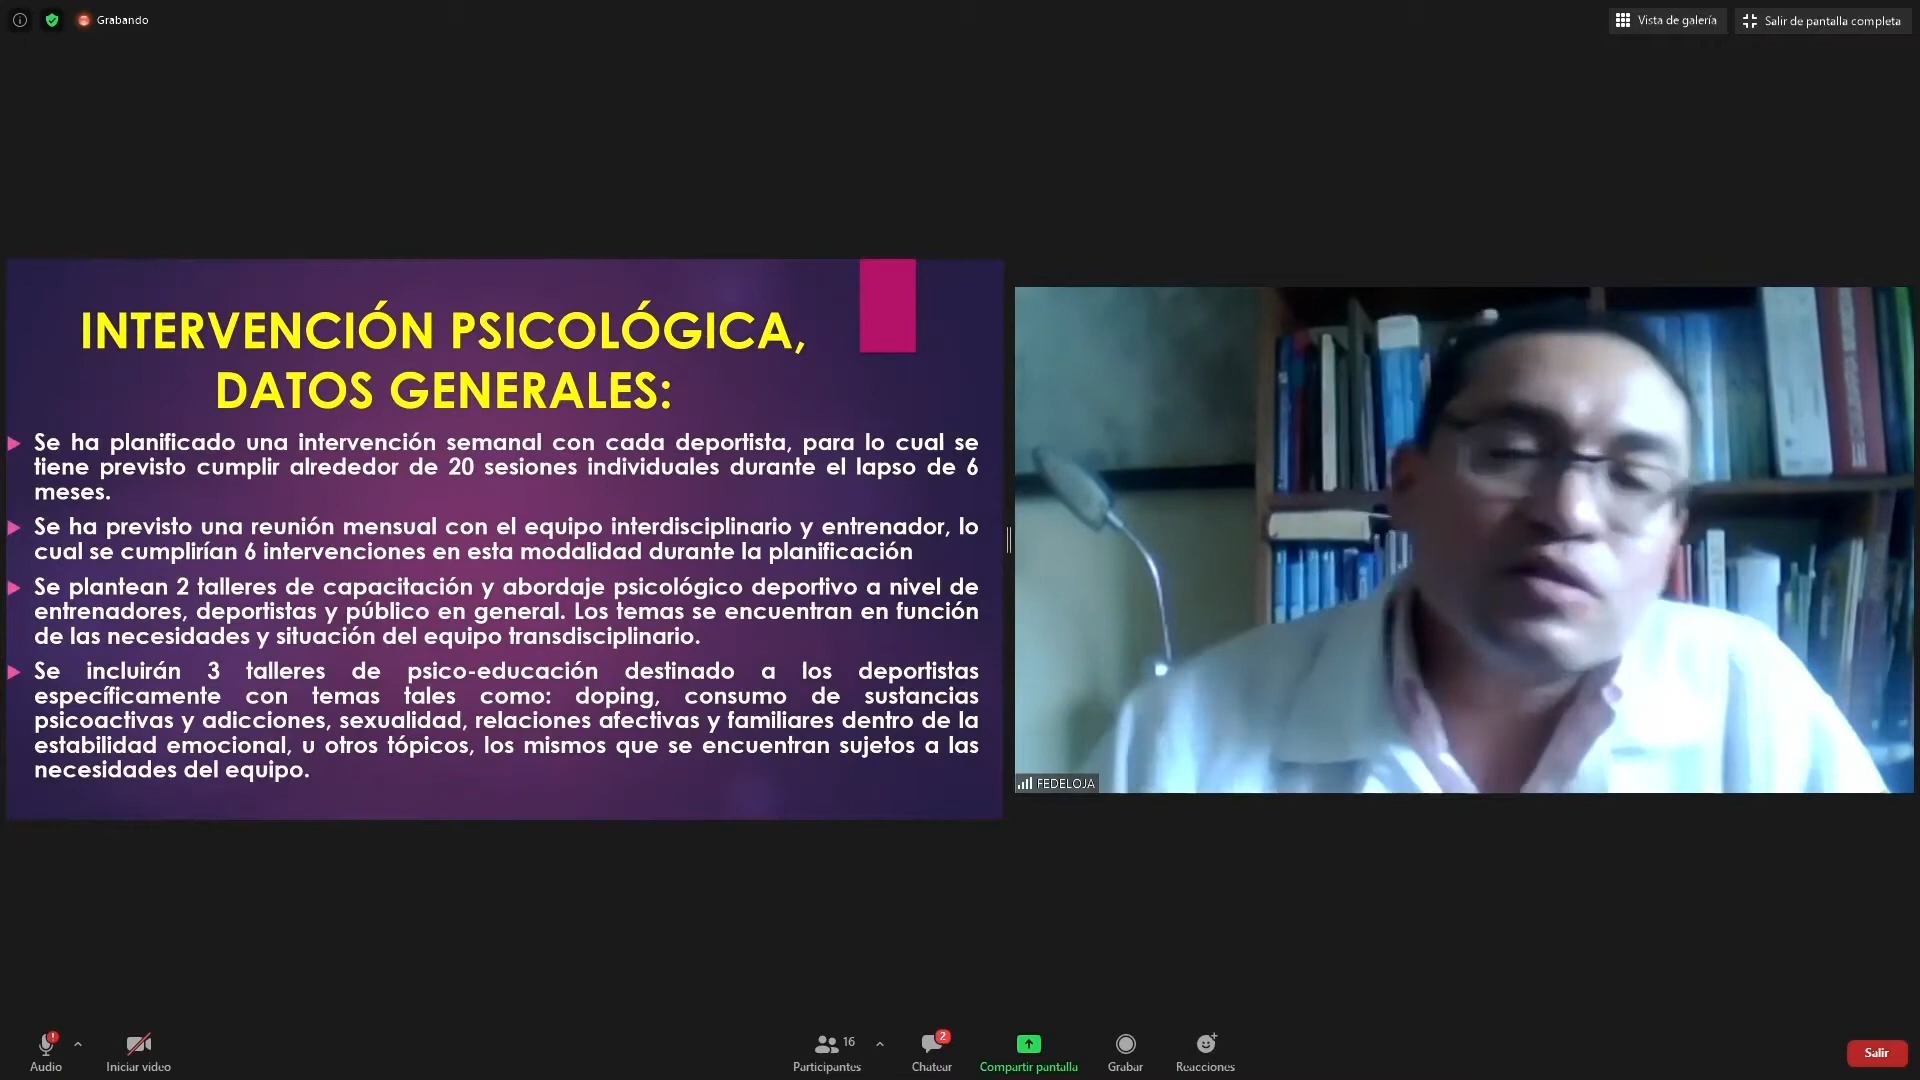 Grabando
Vista de galería
Salir de pantalla completa
INTERVENCIÓN PSICOLÓGICA,
DATOS GENERALES:
Se ha planificado una intervención semanal con cada deportista, para lo cual se
tiene previsto cumplir alrededor de 20 sesiones individuales durante el lapso de 6
meses.
Se ha previsto una reunión mensual con el equipo interdisciplinario y entrenador, lo
cual se cumplirían 6 intervenciones en esta modalidad durante la planificación
Se plantean 2 talleres de capacitación y abordaje psicológico deportivo a nivel de
entrenadores, deportistas y público en general. Los temas se encuentran en función
de las necesidades y situación del equipo transdisciplinario.
Se incluirán 3 talleres de psico-educación destinado a los deportistas
específicamente con temas tales como: doping, consumo de sustancias
psicoactivas y adicciones, sexualidad, relaciones afectivas y familiares dentro de la
estabilidad emocional, u otros tópicos, los mismos que se encuentran sujetos a las
necesidades del equipo.
FEDELOJA
Audio
Iniciar video
16
Participantes
2
Chatear
Compartir pantalla
Grabar
Reacciones
Salir